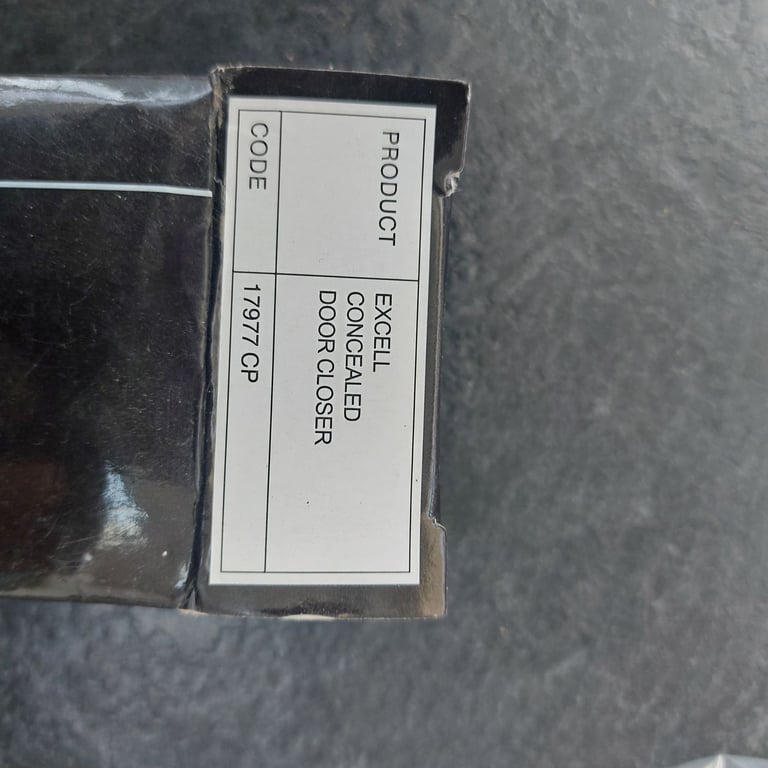 PRODUCT
EXCELL
CONCEALED
DOOR CLOSER
CODE
17977 CP